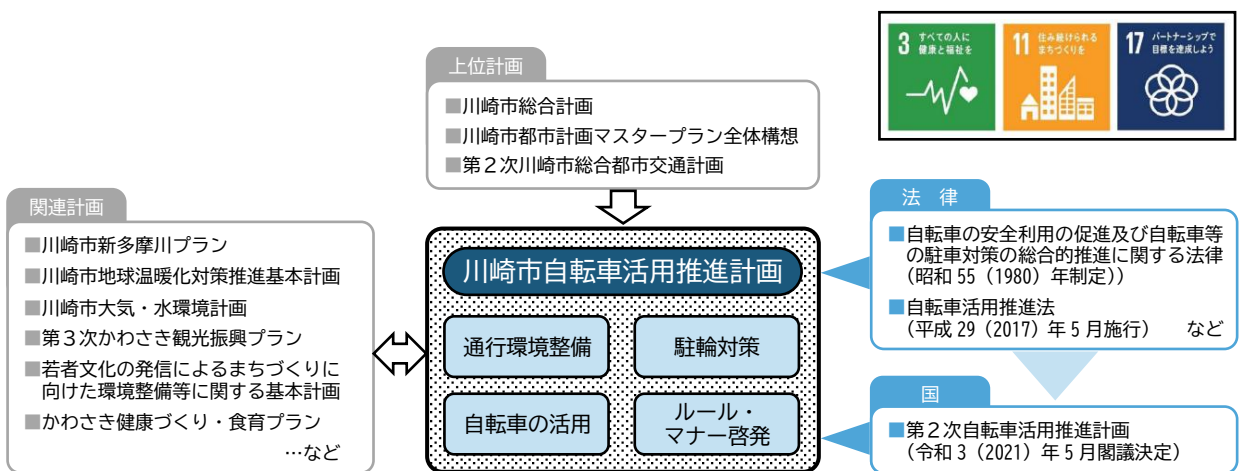 上位計画
■川崎市総合計画
■川崎市都市計画マスタープラン全体構想
■第2次川崎市総合都市交通計画
3 すべての人に
健康と福祉を
11 住み続けられる
まちづくりを
17 パートナーシップで
目標を達成しよう
関連計画
■川崎市新多摩川プラン
■川崎市地球温暖化対策推進基本計画
■川崎市大気・水環境計画
■第3次かわさき観光振興プラン
■若者文化の発信によるまちづくりに
向けた環境整備等に関する基本計画
■かわさき健康づくり・食育プラン
…など
川崎市自転車活用推進計画
通行環境整備
駐輪対策
自転車の活用
ルール・
マナー啓発
法 律
■自転車の安全利用の促進及び自転車等
の駐車対策の総合的推進に関する法律
(昭和 55(1980)年制定))
■自転車活用推進法
(平成 29(2017)年 5 月施行) など
国
■第2次自転車活用推進計画
(令和 3(2021)年 5 月閣議決定)